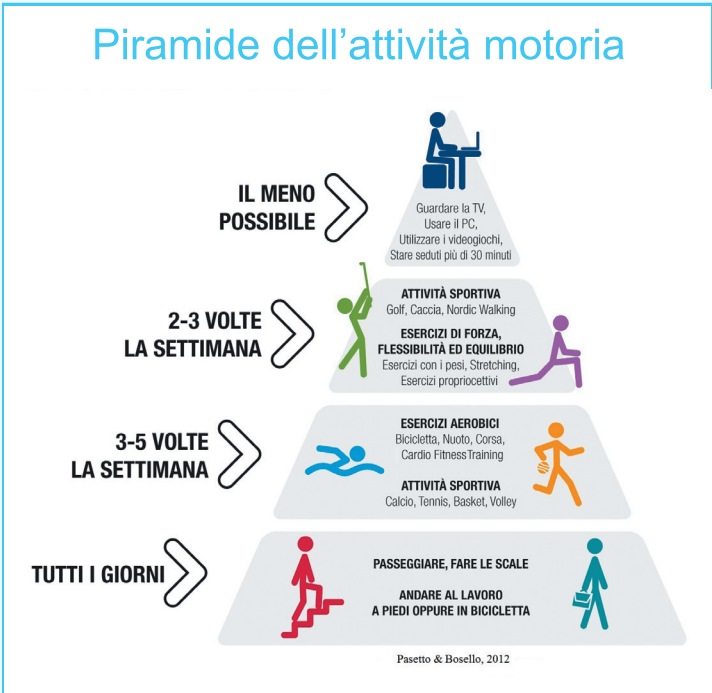 Piramide dell'attività motoria
IL MENO
POSSIBILE
Guardare la TV,
Usare il PC,
Utilizzare i videogiochi,
Stare seduti più di 30 minuti
2-3 VOLTE
LA SETTIMANA
ATTIVITÀ SPORTIVA
Golf, Caccia, Nordic Walking
ESERCIZI DI FORZA,
FLESSIBILITÀ ED EQUILIBRIO
Esercizi con i pesi, Stretching,
Esercizi propriocettivi
3-5 VOLTE
LA SETTIMANA
ESERCIZI AEROBICI
Bicicletta, Nuoto, Corsa,
Cardio Fitness Training
ATTIVITÀ SPORTIVA
Calcio, Tennis, Basket, Volley
TUTTI I GIORNI
PASSEGGIARE, FARE LE SCALE
ANDARE AL LAVORO
A PIEDI OPPURE IN BICICLETTA
Pasetto & Bosello, 2012